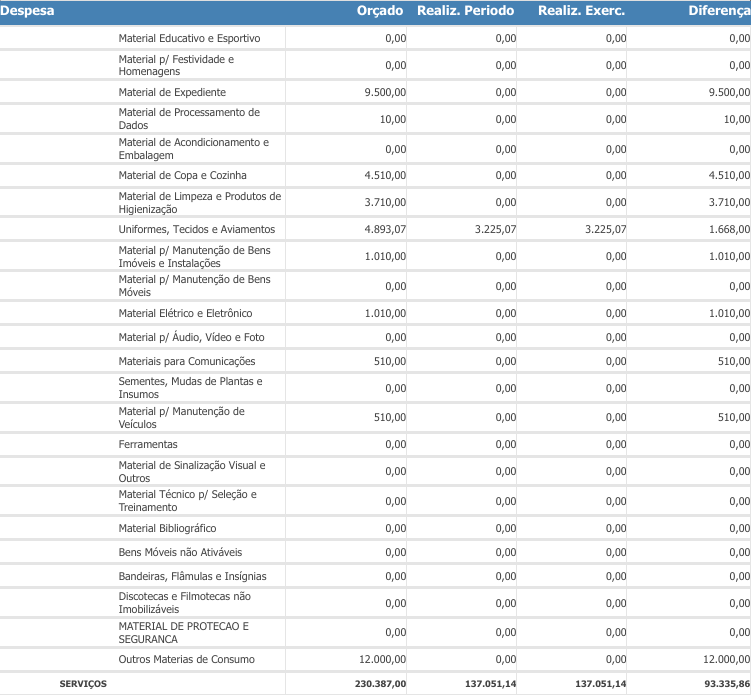 Despesa Orçado Realiz. Periodo Realiz. Exerc. Diferença
Material Educativo e Esportivo 0,00 0,00 0,00 0,00
Material p/ Festividade e
Homenagens 0,00 0,00 0,00 0,00
Material de Expediente 9.500,00 0,00 0,00 9.500,00
Material de Processamento de
Dados 10,00 0,00 0,00 10,00
Material de Acondicionamento e
Embalagem 0,00 0,00 0,00 0,00
Material de Copa e Cozinha 4.510,00 0,00 0,00 4.510,00
Material de Limpeza e Produtos de
Higienização 3.710,00 0,00 0,00 3.710,00
Uniformes, Tecidos e Aviamentos 4.893,07 3.225,07 3.225,07 1.668,00
Material p/ Manutenção de Bens
Imóveis e Instalações 1.010,00 0,00 0,00 1.010,00
Material p/ Manutenção de Bens
Móveis 0,00 0,00 0,00 0,00
Material Elétrico e Eletrônico 1.010,00 0,00 0,00 1.010,00
Material p/ Áudio, Vídeo e Foto 0,00 0,00 0,00 0,00
Materiais para Comunicações 510,00 0,00 0,00 510,00
Sementes, Mudas de Plantas e
Insumos 0,00 0,00 0,00 0,00
Material p/ Manutenção de
Veículos 510,00 0,00 0,00 510,00
Ferramentas 0,00 0,00 0,00 0,00
Material de Sinalização Visual e
Outros 0,00 0,00 0,00 0,00
Material Técnico p/ Seleção e
Treinamento 0,00 0,00 0,00 0,00
Material Bibliográfico 0,00 0,00 0,00 0,00
Bens Móveis não Ativáveis 0,00 0,00 0,00 0,00
Bandeiras, Flâmulas e Insígnias 0,00 0,00 0,00 0,00
Discotecas e Filmotecas não
Imobilizáveis 0,00 0,00 0,00 0,00
MATERIAL DE PROTECAO E
SEGURANCA 0,00 0,00 0,00 0,00
Outros Materias de Consumo 12.000,00 0,00 0,00 12.000,00
SERVIÇOS 230.387,00 137.051,14 137.051,14 93.335,86